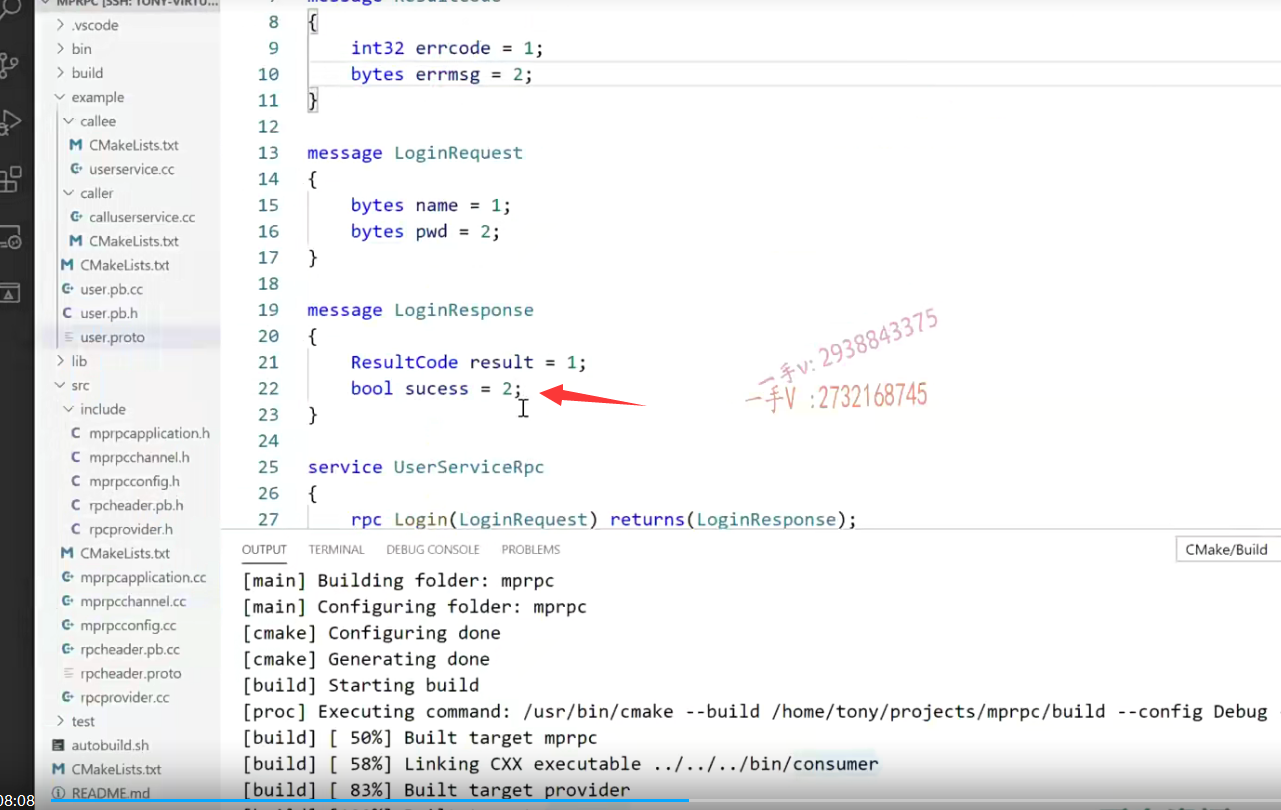 MPRPC [SSH: TONY-VIRTU...
.vscode
bin
build
example
callee
CMakeLists.txt
userservice.cc
caller
calluserservice.cc
CMakeLists.txt
CMakeLists.txt
user.pb.cc
user.pb.h
user.proto
lib
src
include
mprpcapplication.h
mprpcchannel.h
mprpcconfig.h
rpcheader.pb.h
rpcprovider.h
CMakeLists.txt
mprpcapplication.cc
mprpcchannel.cc
mprpcconfig.cc
rpcheader.pb.cc
rpcheader.proto
rpcprovider.cc
test
autobuild.sh
CMakeLists.txt
README.md
08:08
message ResultCode
8 {
9 int32 errcode = 1;
10 bytes errmsg = 2;
11 }
12
13 message LoginRequest
14 {
15 bytes name = 1;
16 bytes pwd = 2;
17 }
18
19 message LoginResponse
20 {
21 ResultCode result = 1;
22 bool sucess = 2;
23 }
24
25 service UserServiceRpc
26 {
27 rpc Login(LoginRequest) returns(LoginResponse);
一手v: 2938843375
一手V :2732168745
OUTPUT TERMINAL DEBUG CONSOLE PROBLEMS CMake/Build
[main] Building folder: mprpc
[main] Configuring folder: mprpc
[cmake] Configuring done
[cmake] Generating done
[build] Starting build
[proc] Executing command: /usr/bin/cmake --build /home/tony/projects/mprpc/build --config Debug
[build] [ 50%] Built target mprpc
[build] [ 58%] Linking CXX executable ../../../bin/consumer
[build] [ 83%] Built target provider